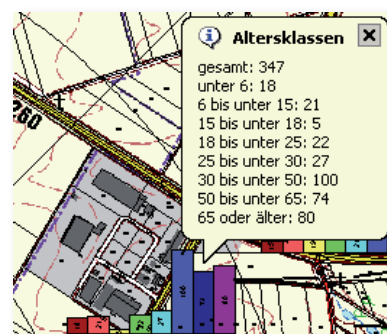 Altersklassen
gesamt: 347
unter 6: 18
6 bis unter 15: 21
15 bis unter 18: 5
18 bis unter 25: 22
25 bis unter 30: 27
30 bis unter 50: 100
50 bis unter 65: 74
65 oder älter: 80
260